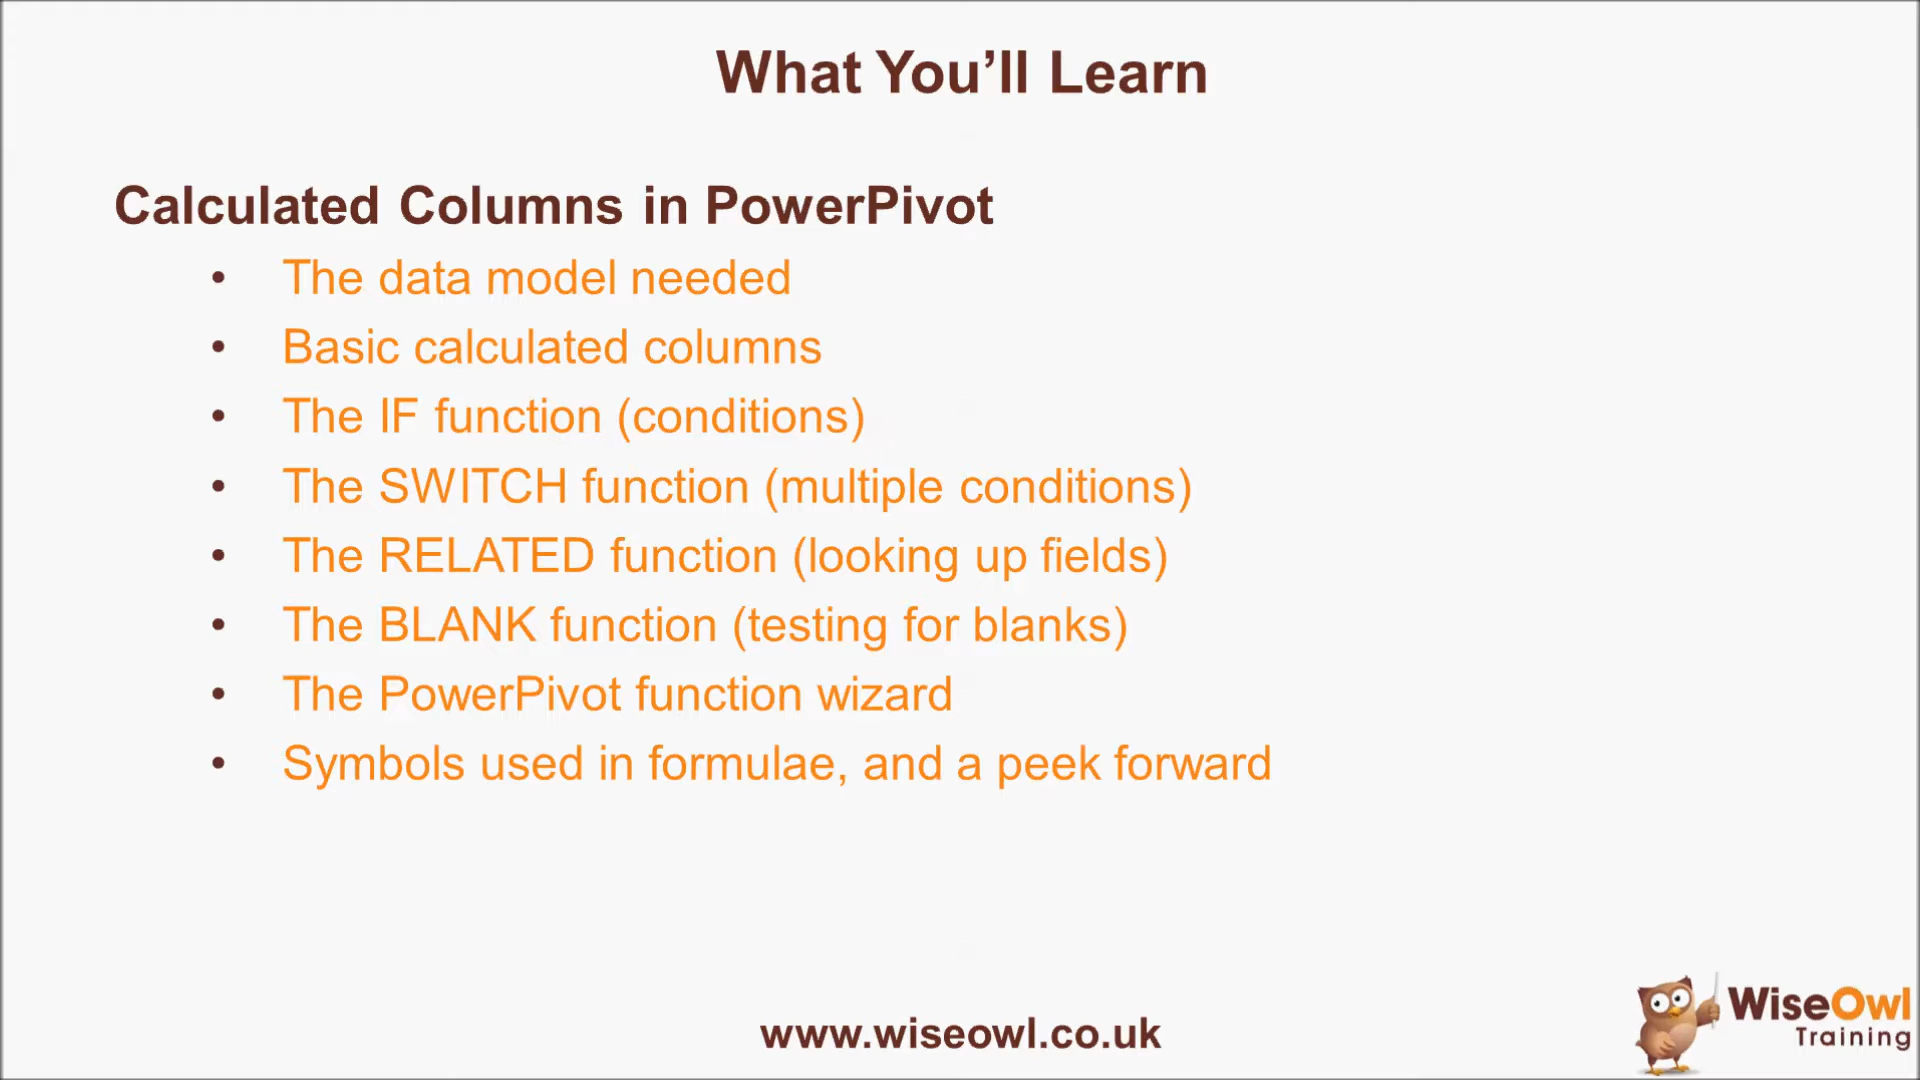 What You’ll Learn
Calculated Columns in PowerPivot
• The data model needed
• Basic calculated columns
• The IF function (conditions)
• The SWITCH function (multiple conditions)
• The RELATED function (looking up fields)
• The BLANK function (testing for blanks)
• The PowerPivot function wizard
• Symbols used in formulae, and a peek forward
www.wiseowl.co.uk
WiseOwl
Training